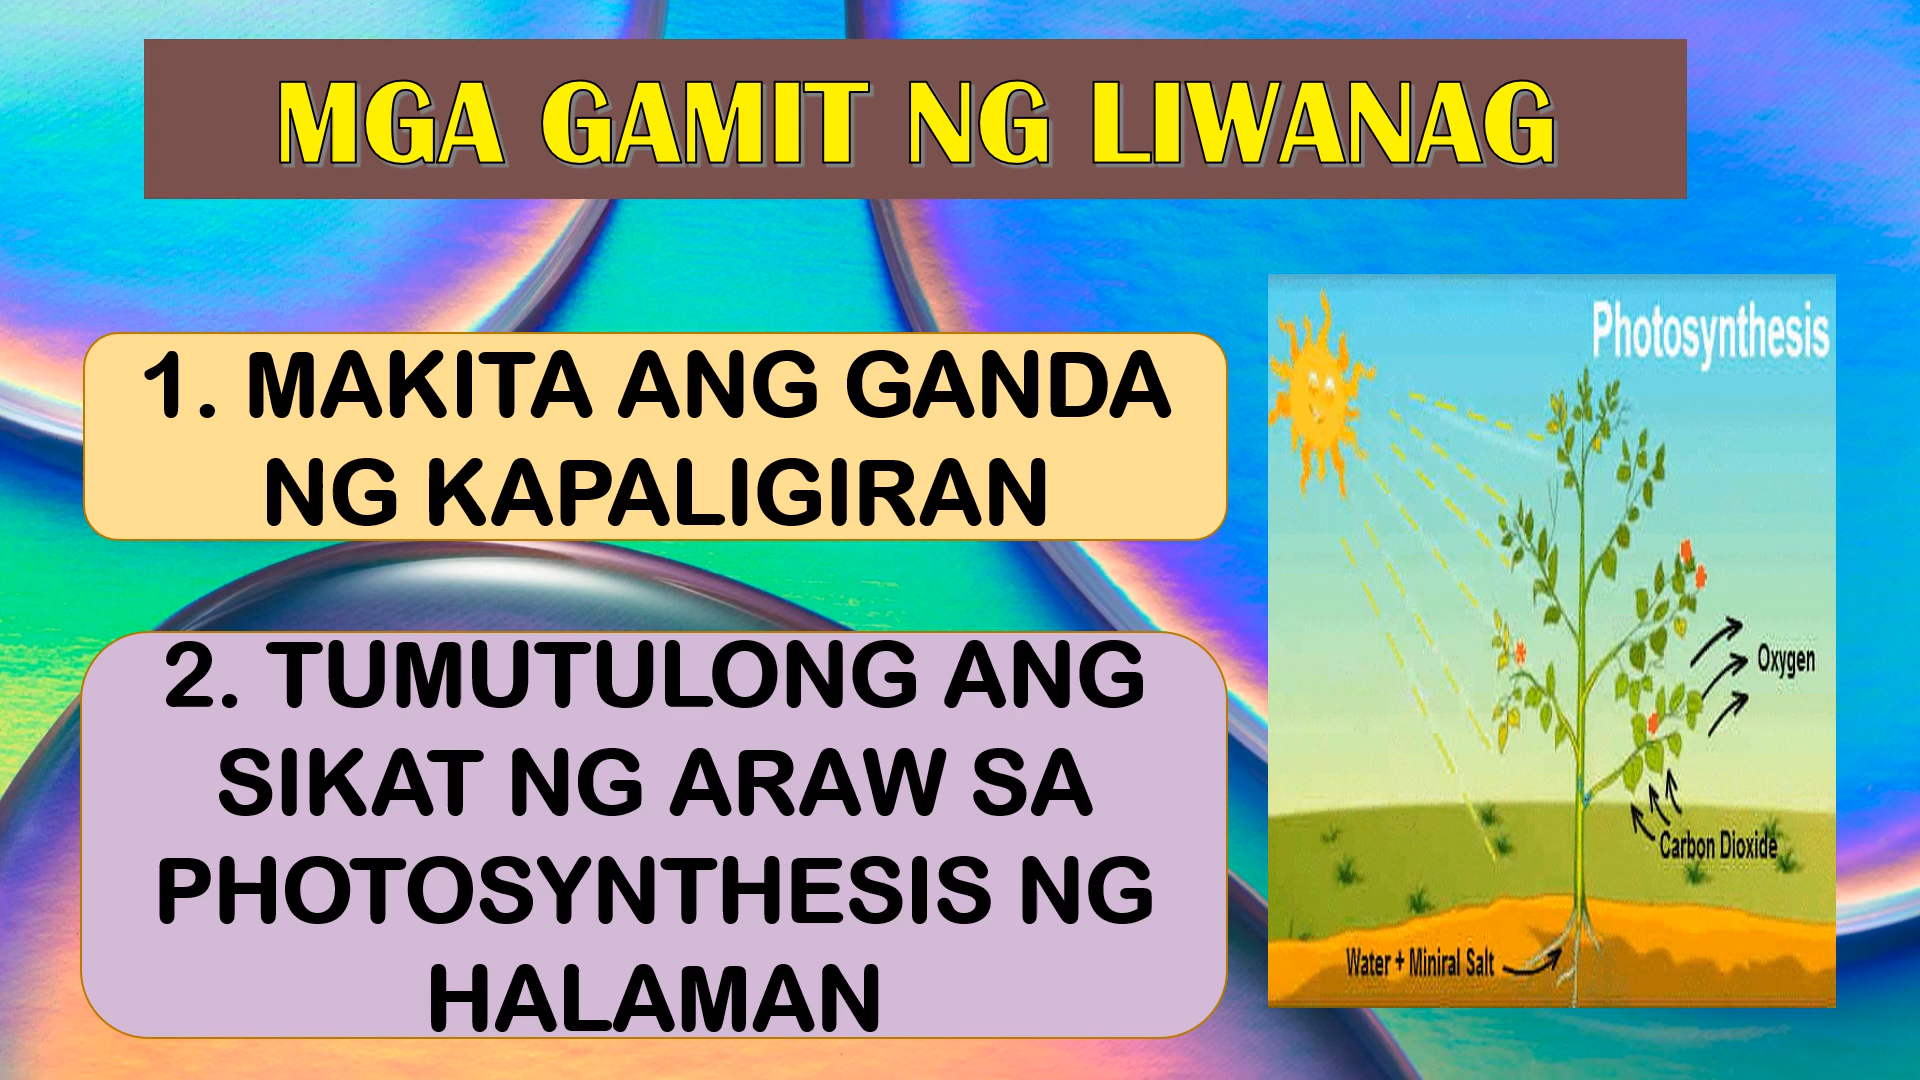 MGA GAMIT NG LIWANAG
1. MAKITA ANG GANDA
NG KAPALIGIRAN
2. TUMUTULONG ANG
SIKAT NG ARAW SA
PHOTOSYNTHESIS NG
HALAMAN
Photosynthesis
Oxygen
Carbon Dioxide
Water + Miniral Salt